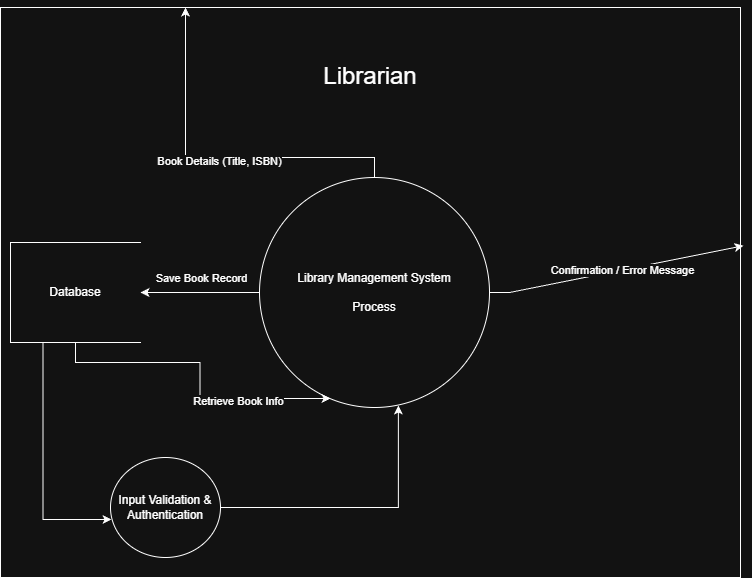 Librarian
Book Details (Title, ISBN)
Library Management System
Process
Confirmation / Error Message
Save Book Record
Database
Retrieve Book Info
Input Validation &
Authentication